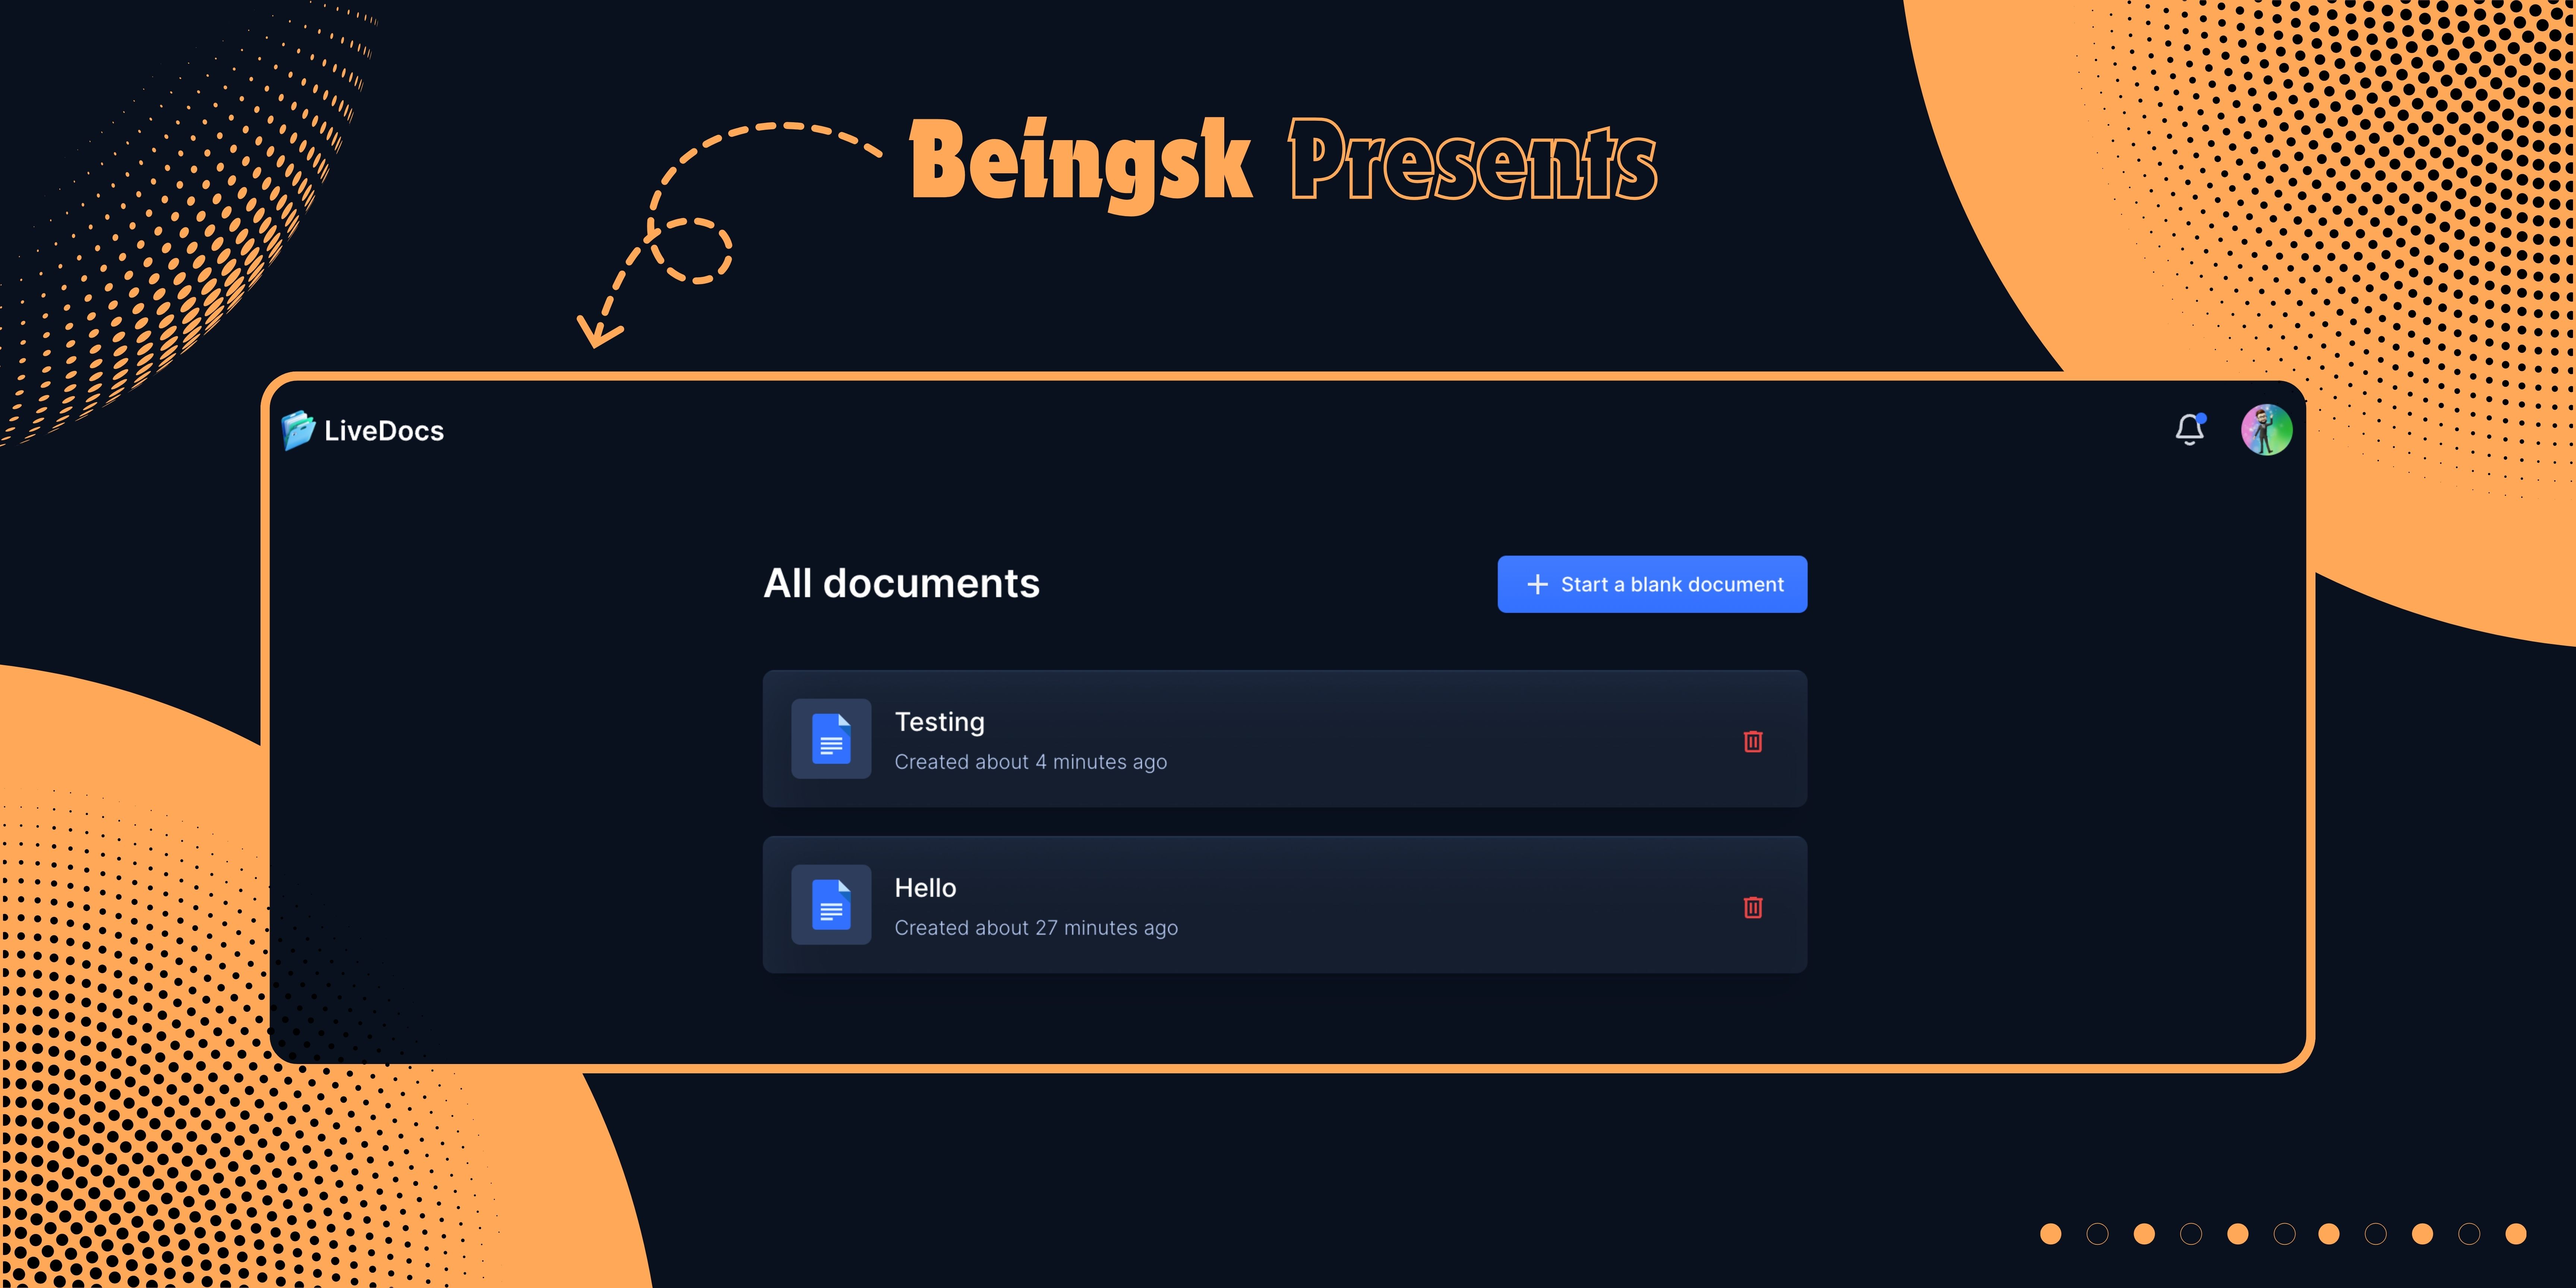 Beingsk Presents
LiveDocs
All documents
Start a blank document
Testing
Created about 4 minutes ago
Hello
Created about 27 minutes ago